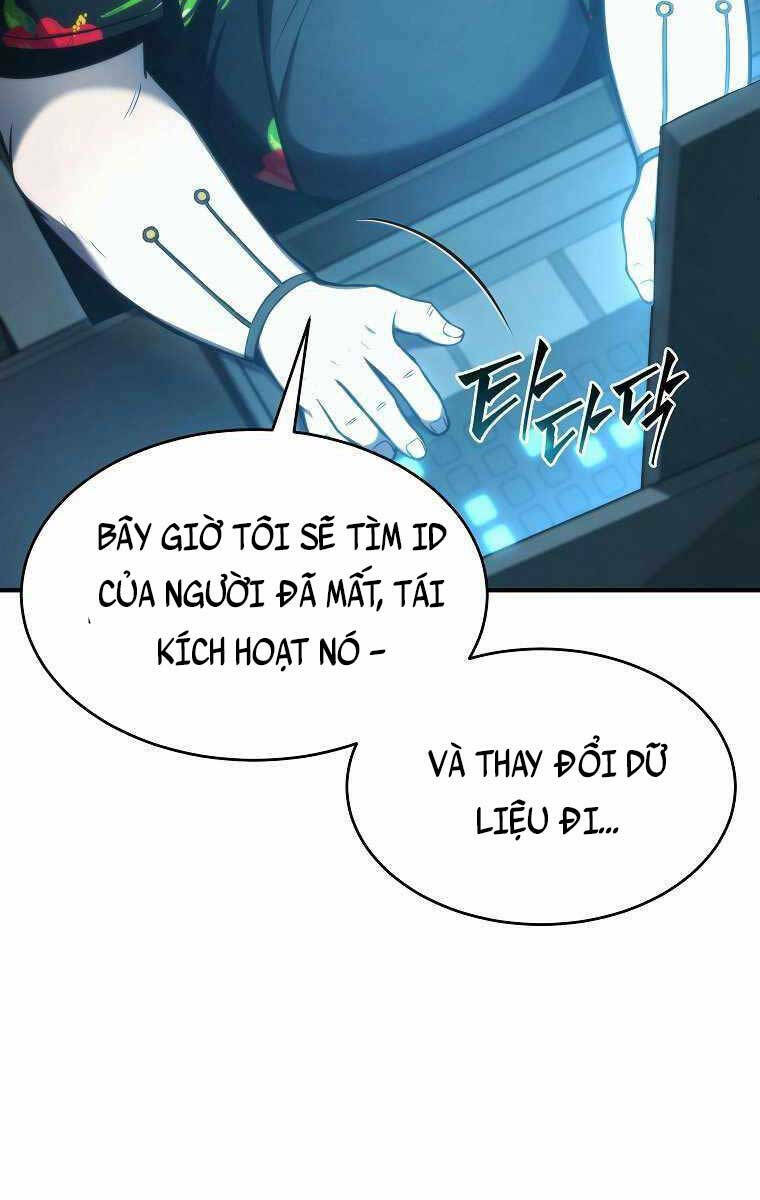 타타닥
BÂY GIỜ TÔI SẼ TÌM ID
CỦA NGƯỜI ĐÃ MẤT, TÁI
KÍCH HOẠT NÓ -
VÀ THAY ĐỔI DỮ
LIỆU ĐI...